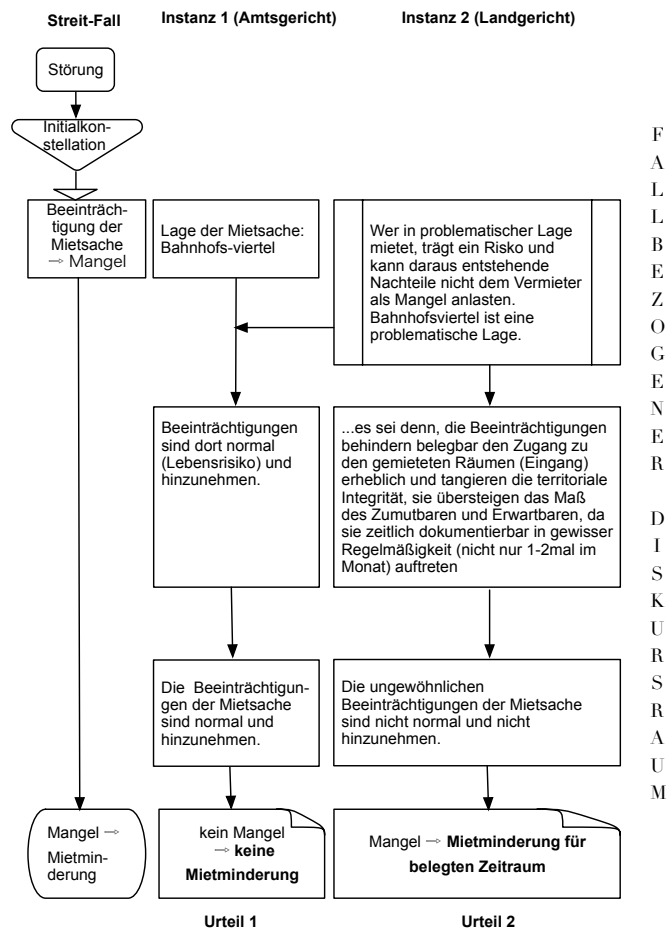 Streit-Fall
Instanz 1 (Amtsgericht)
Instanz 2 (Landgericht)
Störung
Initialkon-
stellation
Beeinträch-
tigung der
Mietsache
→ Mangel
Lage der Mietsache:
Bahnhofs-viertel
Wer in problematischer Lage
mietet, trägt ein Risko und
kann daraus entstehende
Nachteile nicht dem Vermieter
als Mangel anlasten.
Bahnhofsviertel ist eine
problematische Lage.
Beeinträchtigungen
sind dort normal
(Lebensrisiko) und
hinzunehmen.
...es sei denn, die Beeinträchtigungen
behindern belegbar den Zugang zu
den gemieteten Räumen (Eingang)
erheblich und tangieren die territoriale
Integrität, sie übersteigen das Maß
des Zumutbaren und Erwartbaren, da
sie zeitlich dokumentierbar in gewisser
Regelmäßigkeit (nicht nur 1-2mal im
Monat) auftreten
Die Beeinträchtigun-
gen der Mietsache
sind normal und
hinzunehmen.
Die ungewöhnlichen
Beeinträchtigungen der Mietsache
sind nicht normal und nicht
hinzunehmen.
Mangel →
Mietmin-
derung
kein Mangel
→ keine
Mietminderung
Mangel → Mietminderung für
belegten Zeitraum
Urteil 1
Urteil 2
F
A
L
L
B
E
Z
O
G
E
N
E
R
D
I
S
K
U
R
S
R
A
U
M